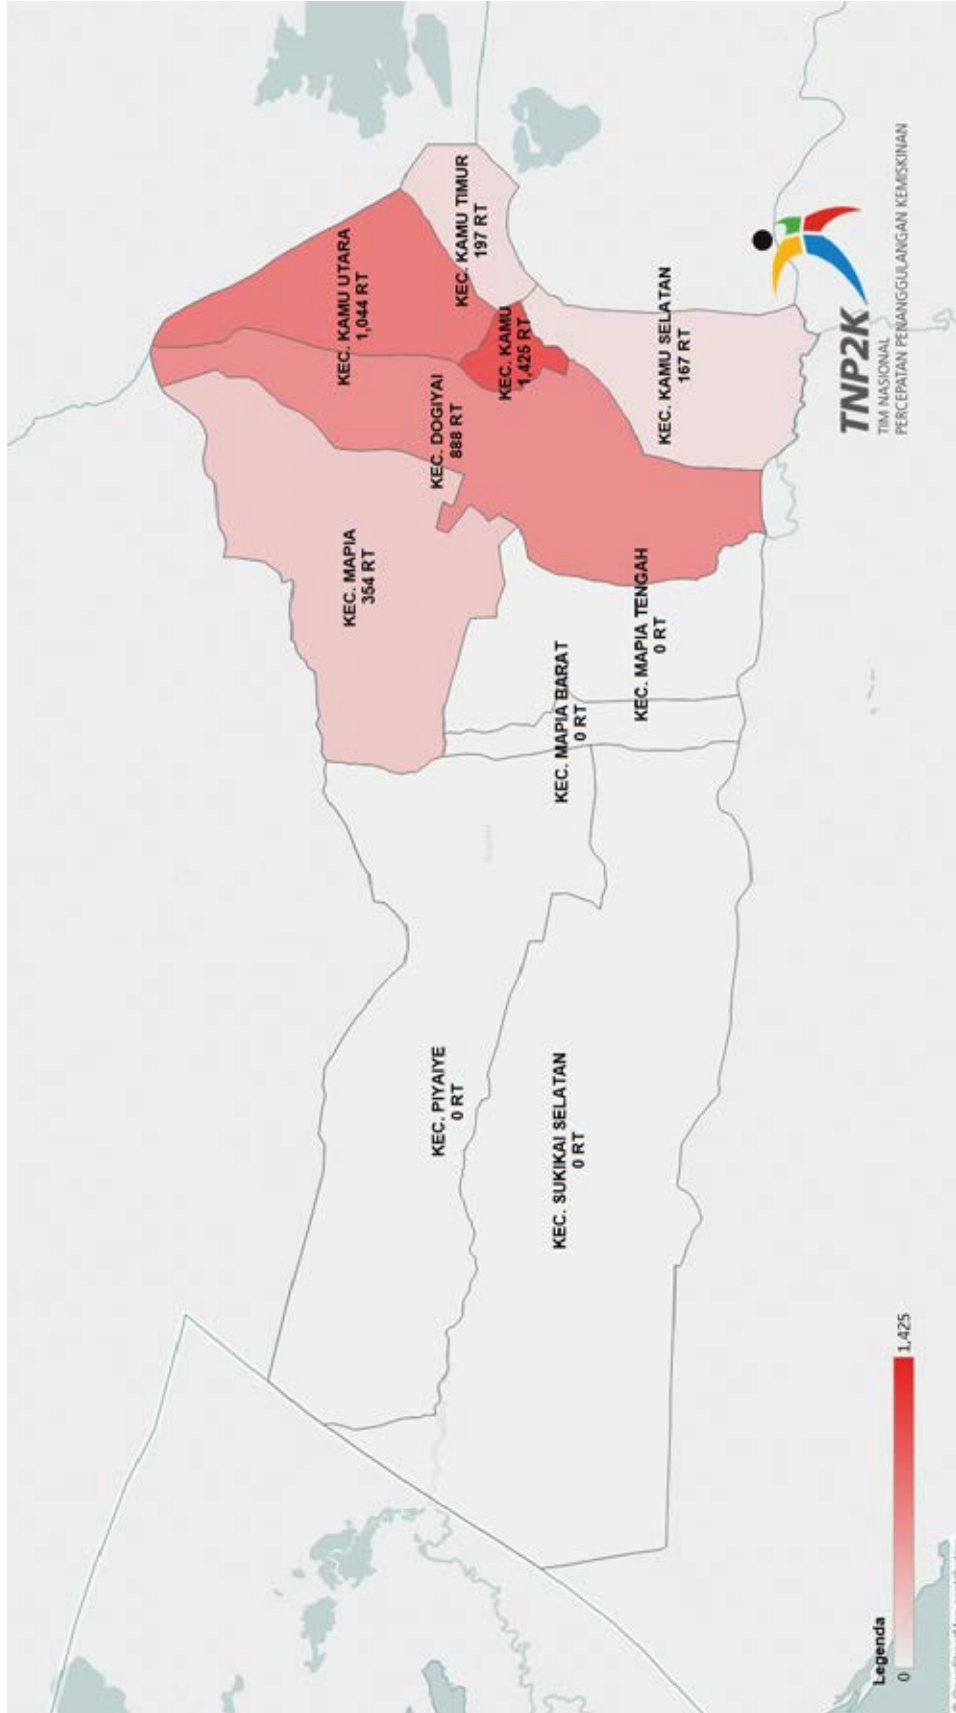 KEC. KAMU UTARA
1,044 RT
KEC. KAMU TIMUR
197 RT
KEC. KAMU
1,425 RT
KEC. DOGIYAI
888 RT
KEC. KAMU SELATAN
167 RT
KEC. MAPIA
354 RT
KEC. MAPIA TENGAH
0 RT
KEC. MAPIA BARAT
0 RT
KEC. PIYAIYE
0 RT
KEC. SUKIKAI SELATAN
0 RT
TNP2K
TIM NASIONAL
PERCEPATAN PENANGGULANGAN KEMISKINAN
Legenda
0
1,425